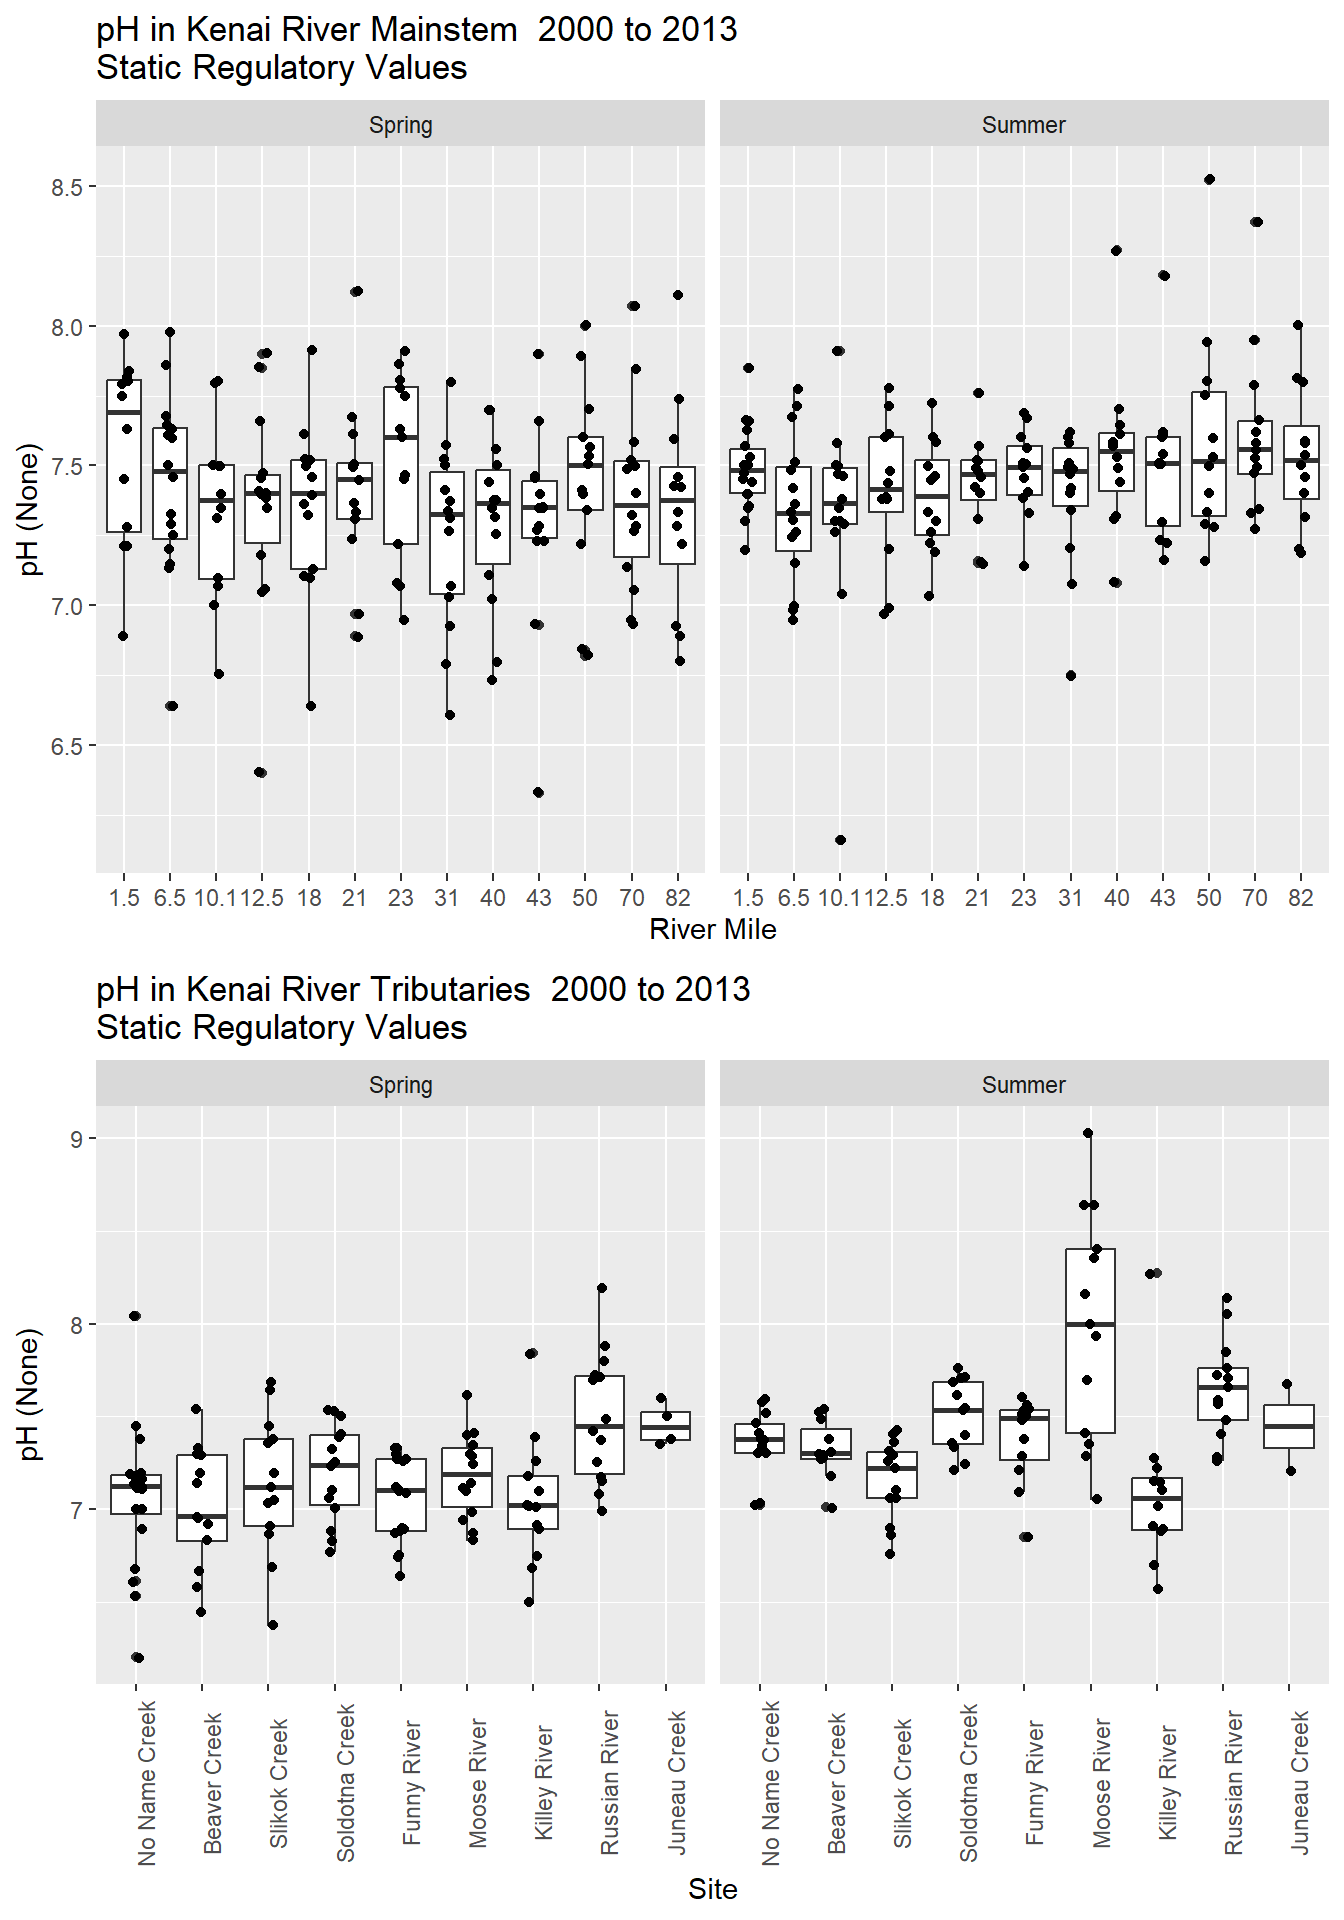 pH in Kenai River Mainstem  2000 to 2013
Static Regulatory Values
Spring
Summer
pH (None)
8.5
8.0
7.5
7.0
6.5
1.5 6.5 10.1 12.5 18 21 23 31 40 43 50 70 82
1.5 6.5 10.1 12.5 18 21 23 31 40 43 50 70 82
River Mile
pH in Kenai River Tributaries  2000 to 2013
Static Regulatory Values
Spring
Summer
pH (None)
9
8
7
No Name Creek
Beaver Creek
Slikok Creek
Soldotna Creek
Funny River
Moose River
Killey River
Russian River
Juneau Creek
No Name Creek
Beaver Creek
Slikok Creek
Soldotna Creek
Funny River
Moose River
Killey River
Russian River
Juneau Creek
Site